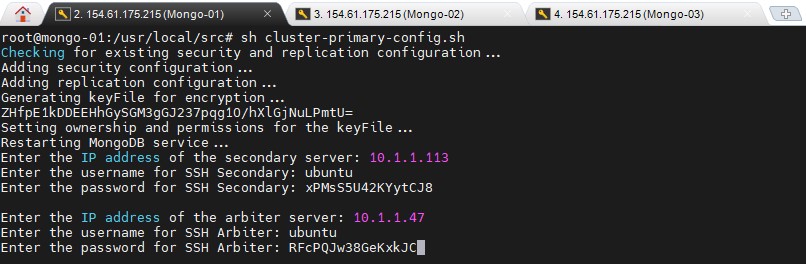 2. 154.61.175.215 (Mongo-01)
3. 154.61.175.215 (Mongo-02)
4. 154.61.175.215 (Mongo-03)
root@mongo-01:/usr/local/src# sh cluster-primary-config.sh
Checking for existing security and replication configuration...
Adding security configuration...
Adding replication configuration...
Generating keyFile for encryption...
ZHfpE1kDDEEHhGySGM3gGJ237pqg1O/hXlGjNuLPmtU=
Setting ownership and permissions for the keyFile...
Restarting MongoDB service...
Enter the IP address of the secondary server: 10.1.1.113
Enter the username for SSH Secondary: ubuntu
Enter the password for SSH Secondary: xPMsS5U42KYytCJ8
Enter the IP address of the arbiter server: 10.1.1.47
Enter the username for SSH Arbiter: ubuntu
Enter the password for SSH Arbiter: RFcPQJw38GeKxkJC